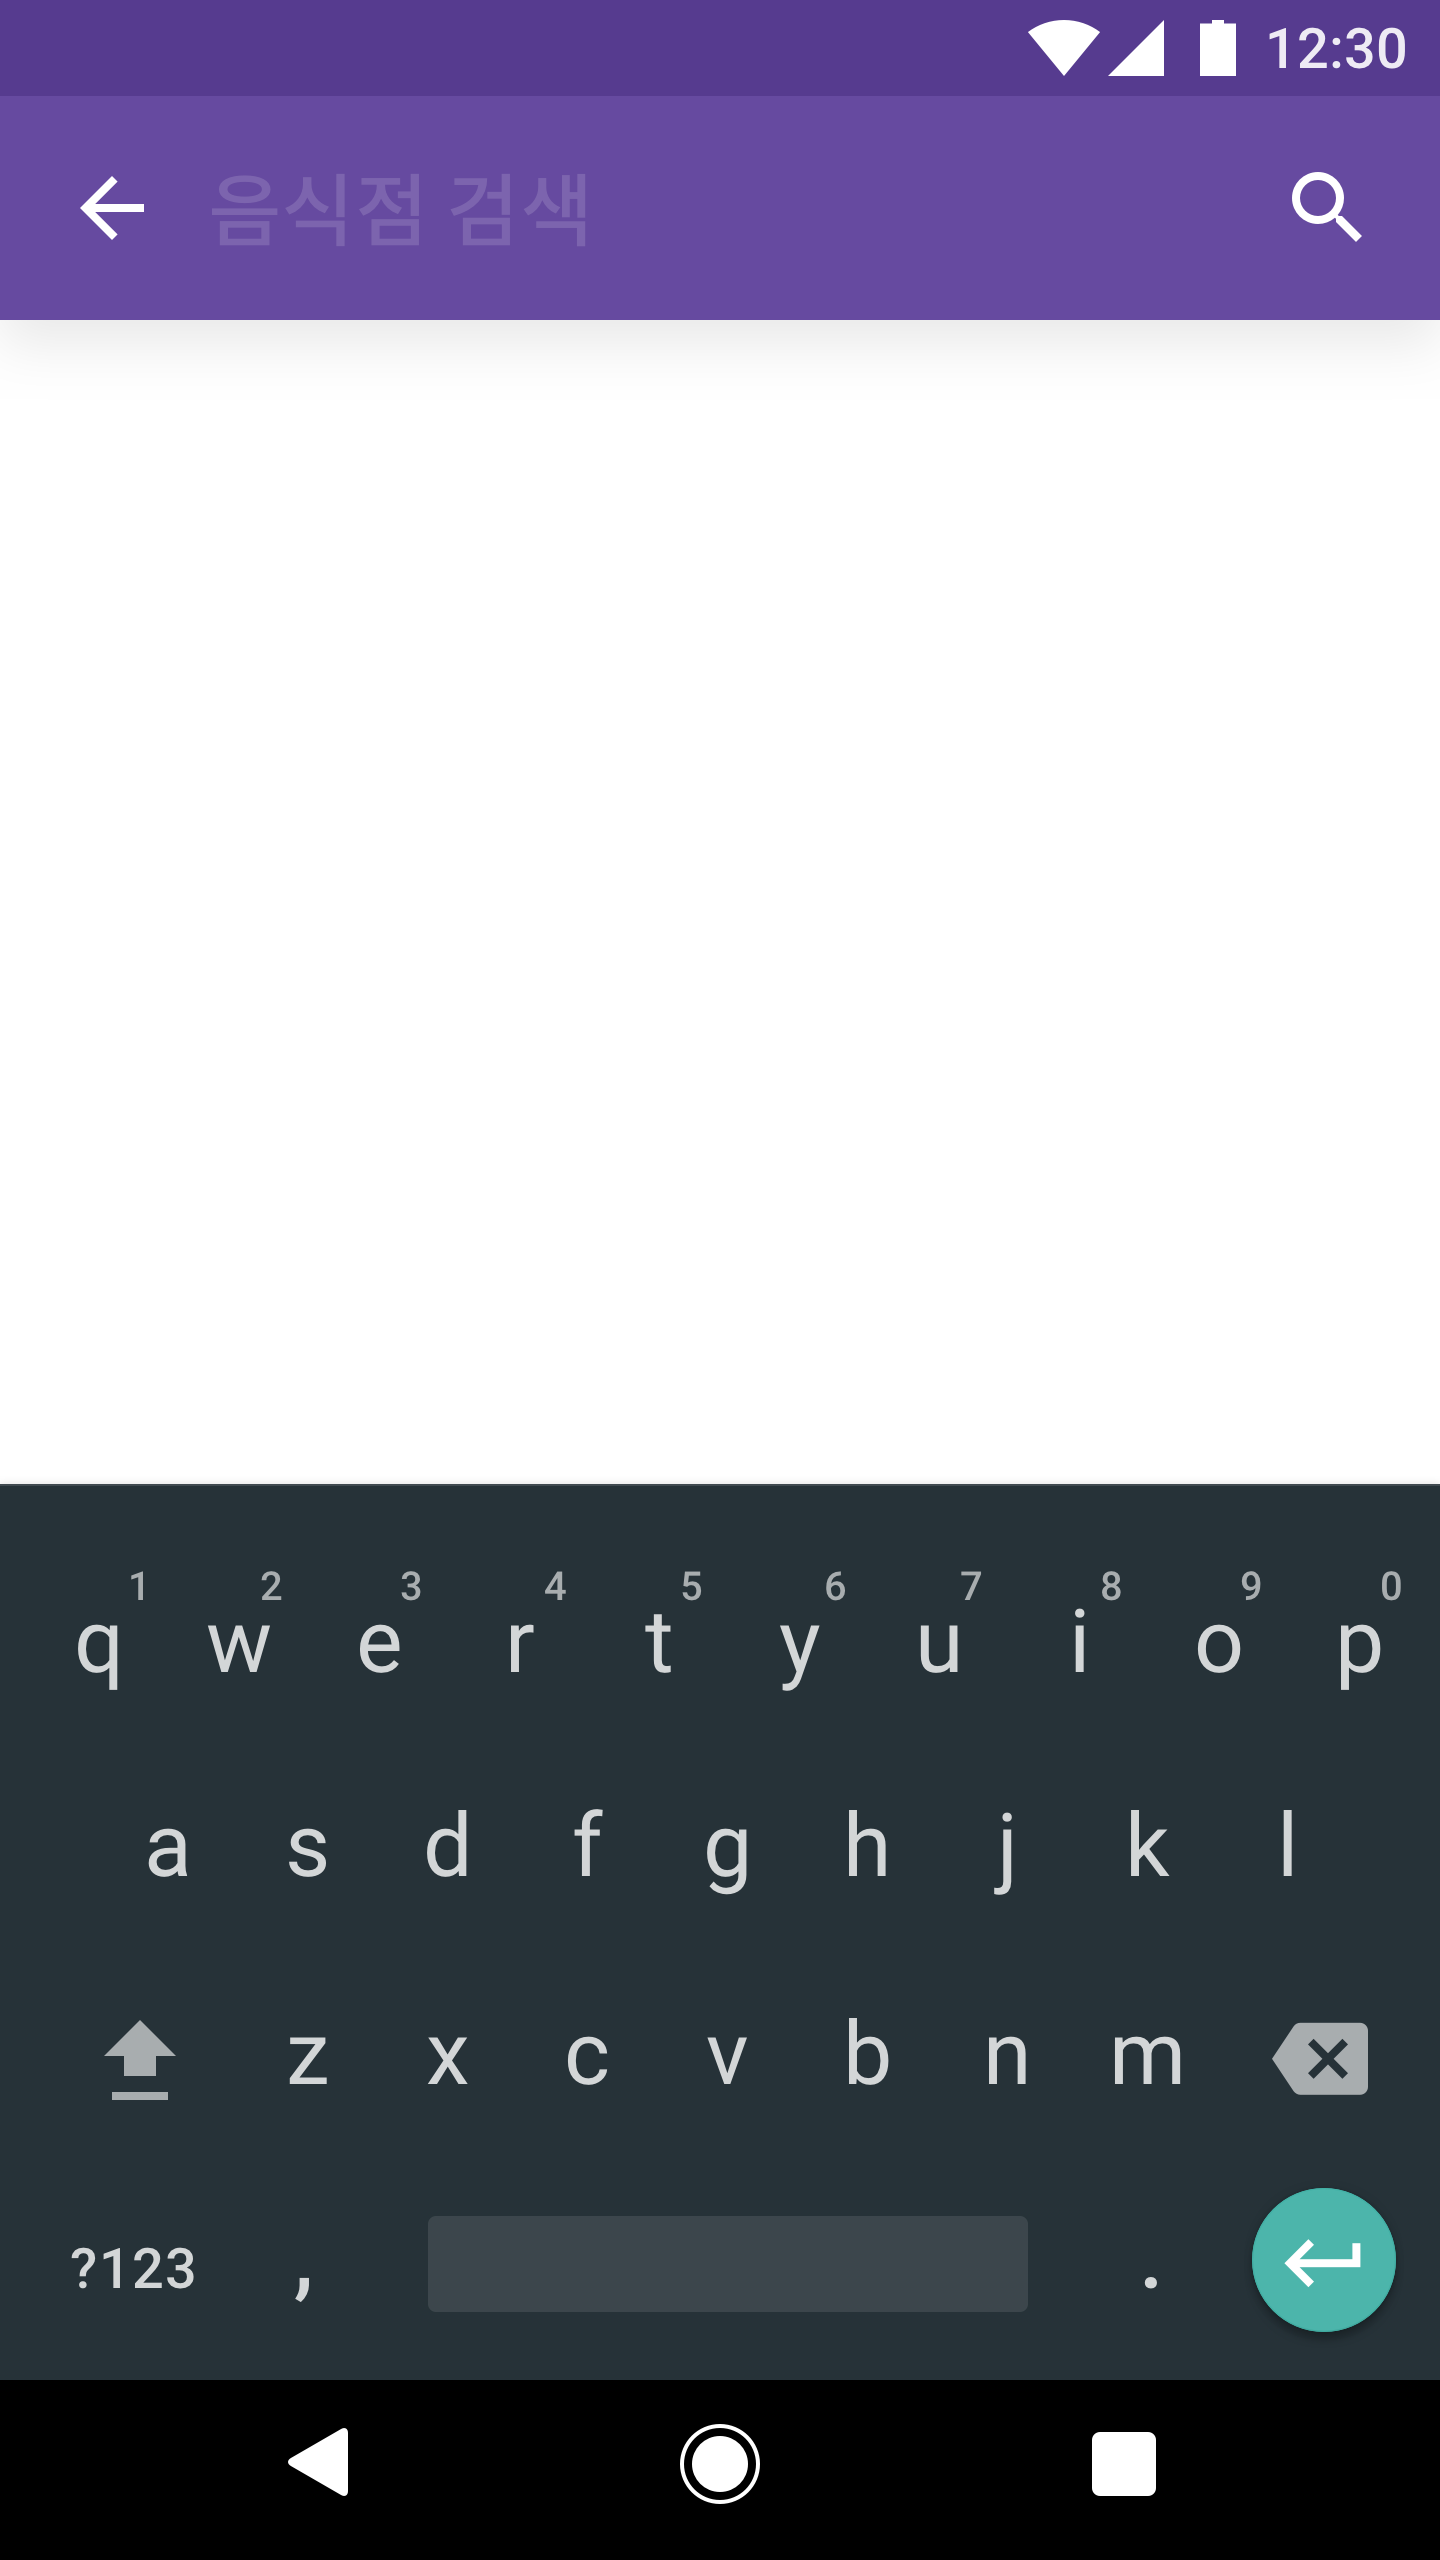 12:30
음식점 검색
1 2 3 4 5 6 7 8 9 0
q w e r t y u i o p
a s d f g h j k l
z x c v b n m
?123 , .